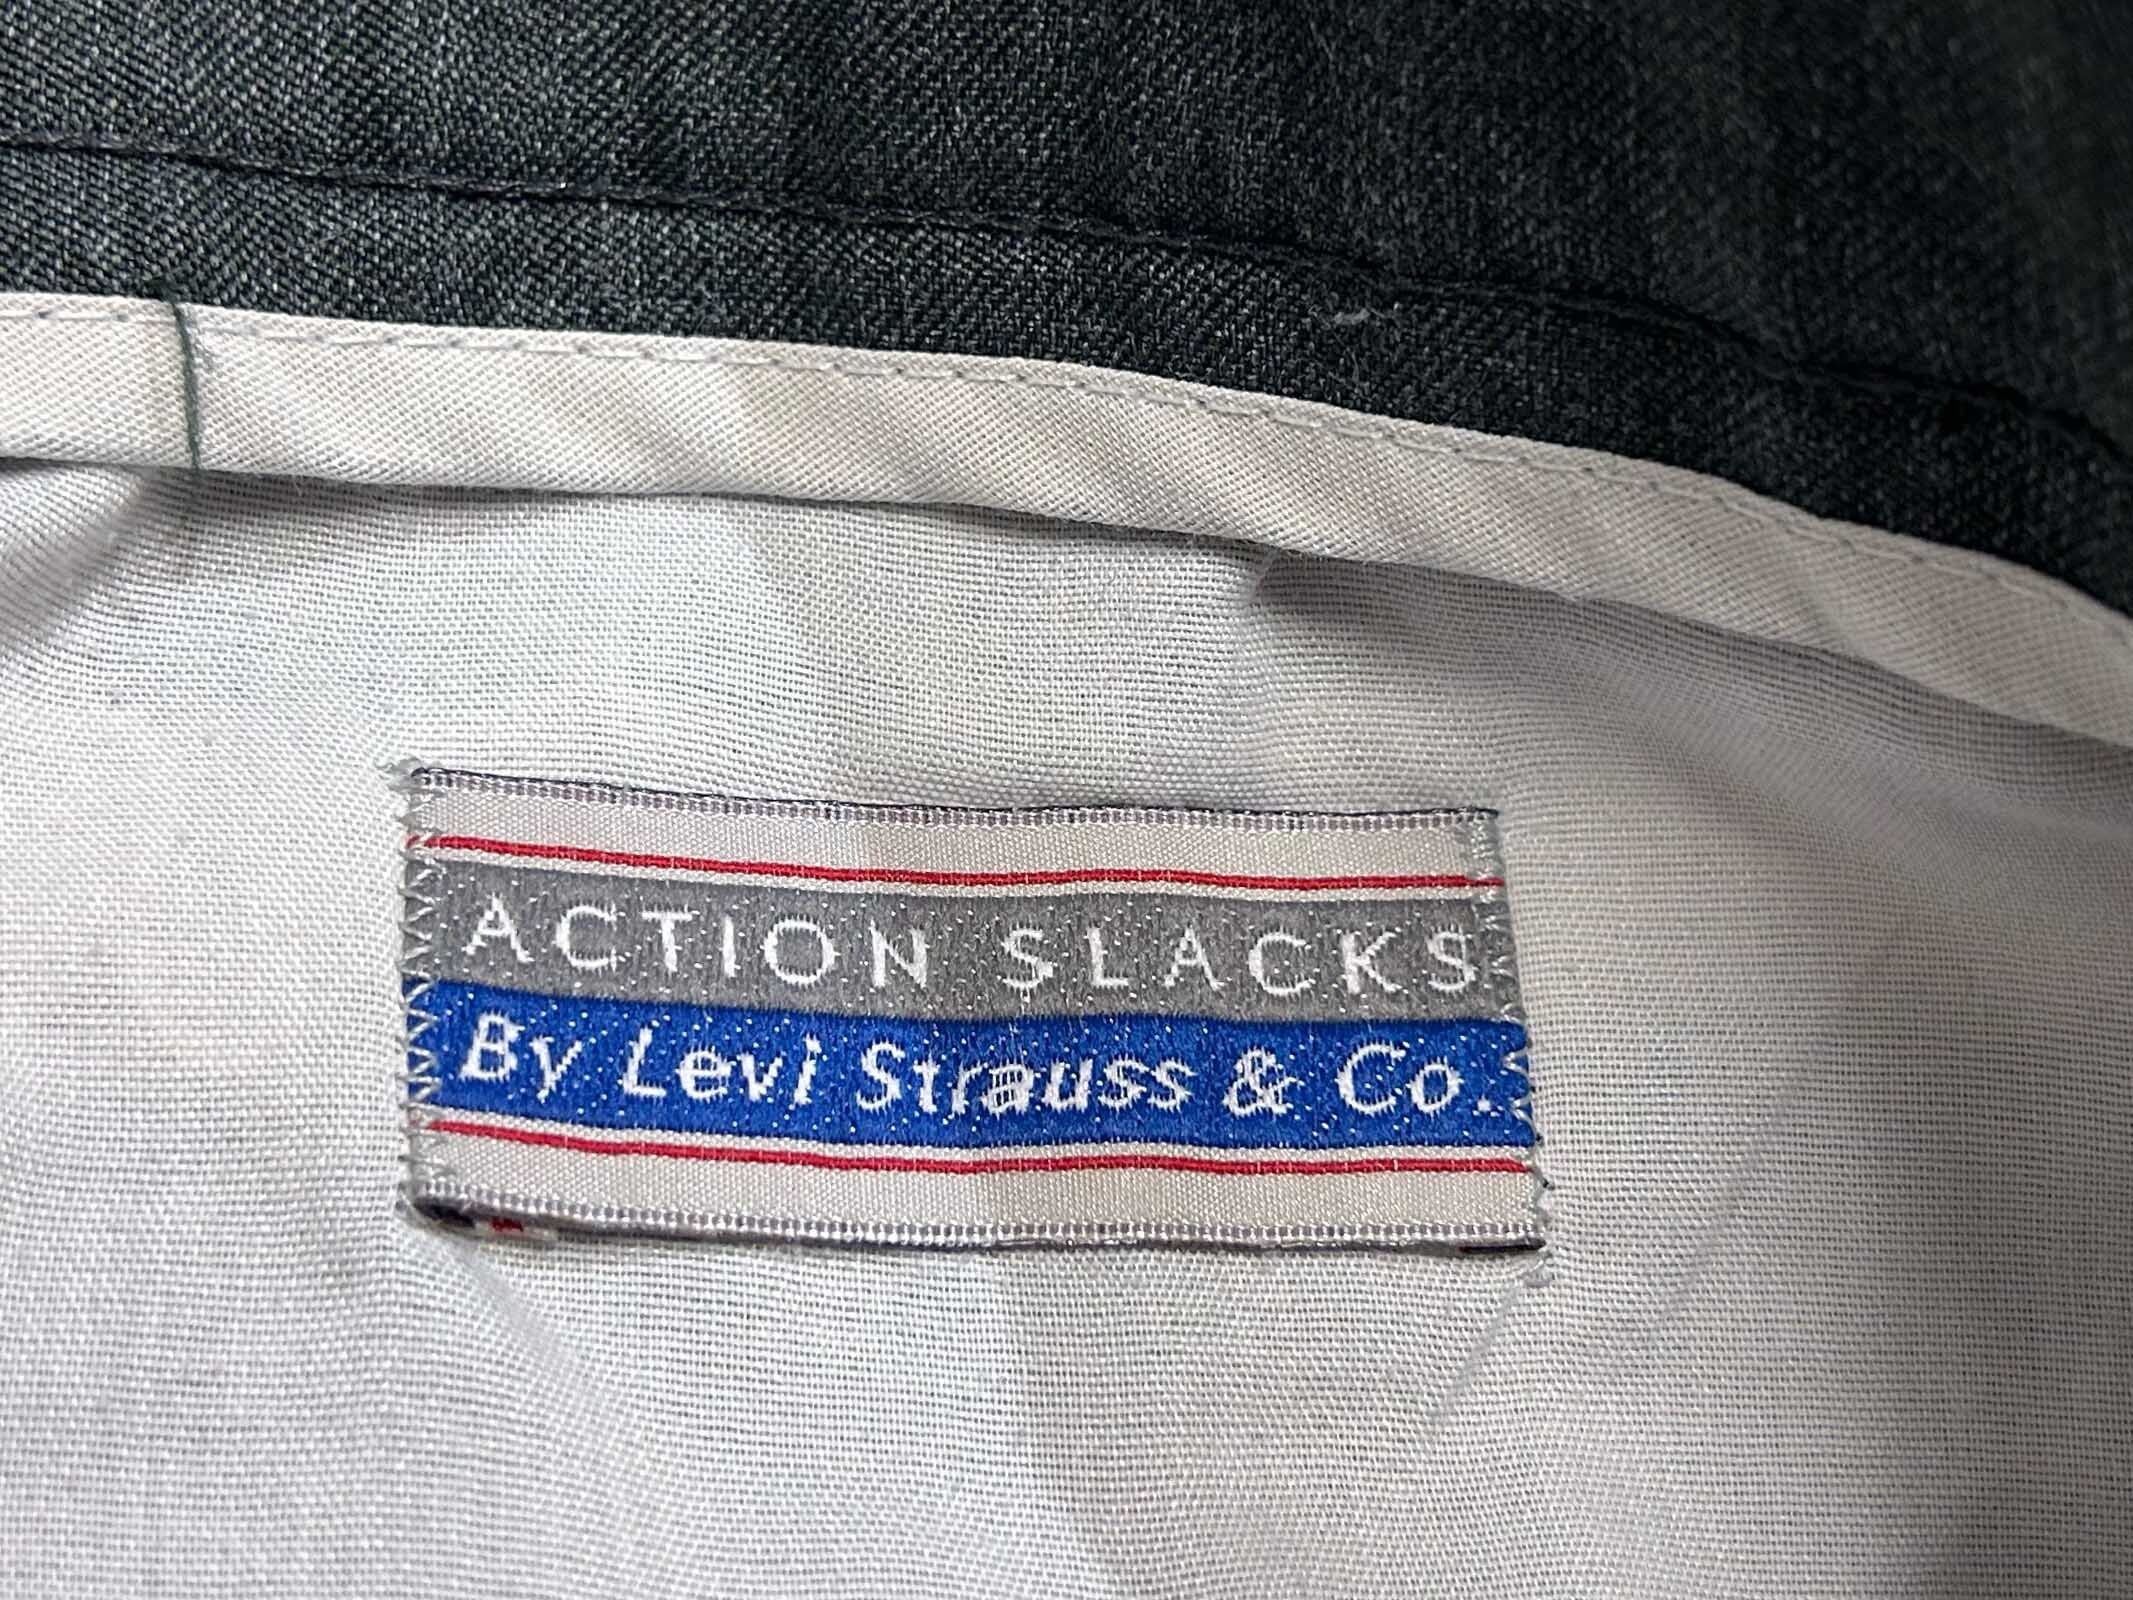 ACTION SLACKS
By Levi Strauss & Co.